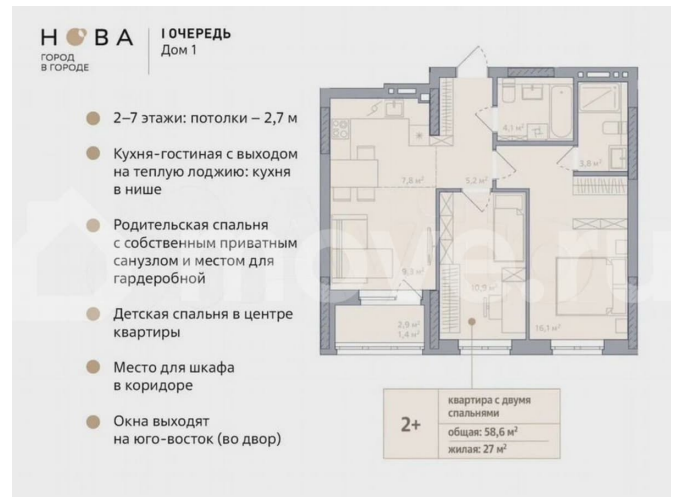 НОВА
ГОРОД
В ГОРОДЕ
I ОЧЕРЕДЬ
Дом 1
2–7 этажи: потолки – 2,7 м
Кухня-гостиная с выходом
на теплую лоджию: кухня
в нише
Родительская спальня
с собственным приватным
санузлом и местом для
гардеробной
Детская спальня в центре
квартиры
Место для шкафа
в коридоре
Окна выходят
на юго-восток (во двор)
4,1 м²
3,8 м²
7,8 м²
5,2 м²
9,1 м²
10,9 м²
16,1 м²
2,9 м²
1,4 м²
2+
квартира с двумя
спальнями
общая: 58,6 м²
жилая: 27 м²
move.ru